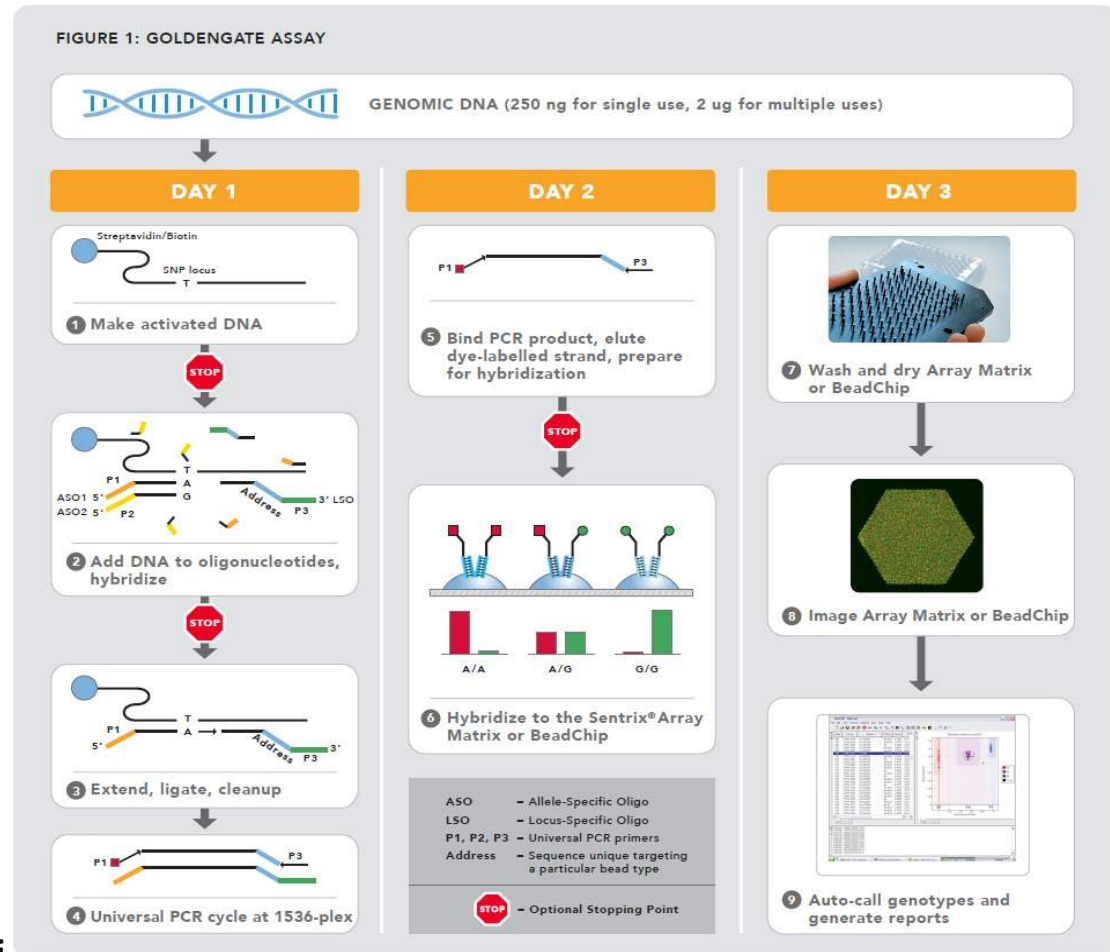 FIGURE 1: GOLDENGATE ASSAY
GENOMIC DNA (250 ng for single use, 2 ug for multiple uses)
DAY 1
Streptavidin/Biotin
SNP locus
T
1 Make activated DNA
STOP
T
P1
A
ASO1 5'
G
Address
3' LSO
ASO2 5'
P2
P3
2 Add DNA to oligonucleotides,
hybridize
STOP
T
P1
A
5'
Address
3'
P3
3 Extend, ligate, cleanup
P1
P3
4 Universal PCR cycle at 1536-plex
DAY 2
P1
P3
5 Bind PCR product, elute
dye-labelled strand, prepare
for hybridization
STOP
A/A
A/G
G/G
6 Hybridize to the Sentrix® Array
Matrix or BeadChip
ASO – Allele-Specific Oligo
LSO – Locus-Specific Oligo
P1, P2, P3 – Universal PCR primers
Address – Sequence unique targeting
a particular bead type
STOP – Optional Stopping Point
DAY 3
7 Wash and dry Array Matrix
or BeadChip
8 Image Array Matrix or BeadChip
9 Auto-call genotypes and
generate reports